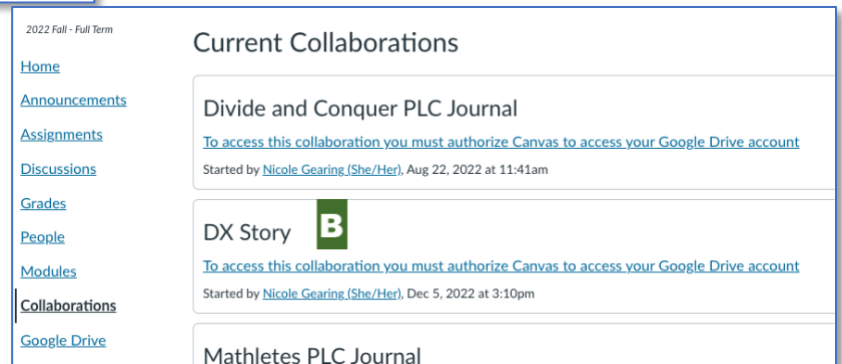 2022 Fall - Full Term
Home
Announcements
Assignments
Discussions
Grades
People
Modules
Collaborations
Google Drive
Current Collaborations
Divide and Conquer PLC Journal
To access this collaboration you must authorize Canvas to access your Google Drive account
Started by Nicole Gearing (She/Her), Aug 22, 2022 at 11:41am
DX Story B
To access this collaboration you must authorize Canvas to access your Google Drive account
Started by Nicole Gearing (She/Her), Dec 5, 2022 at 3:10pm
Mathletes PLC Journal